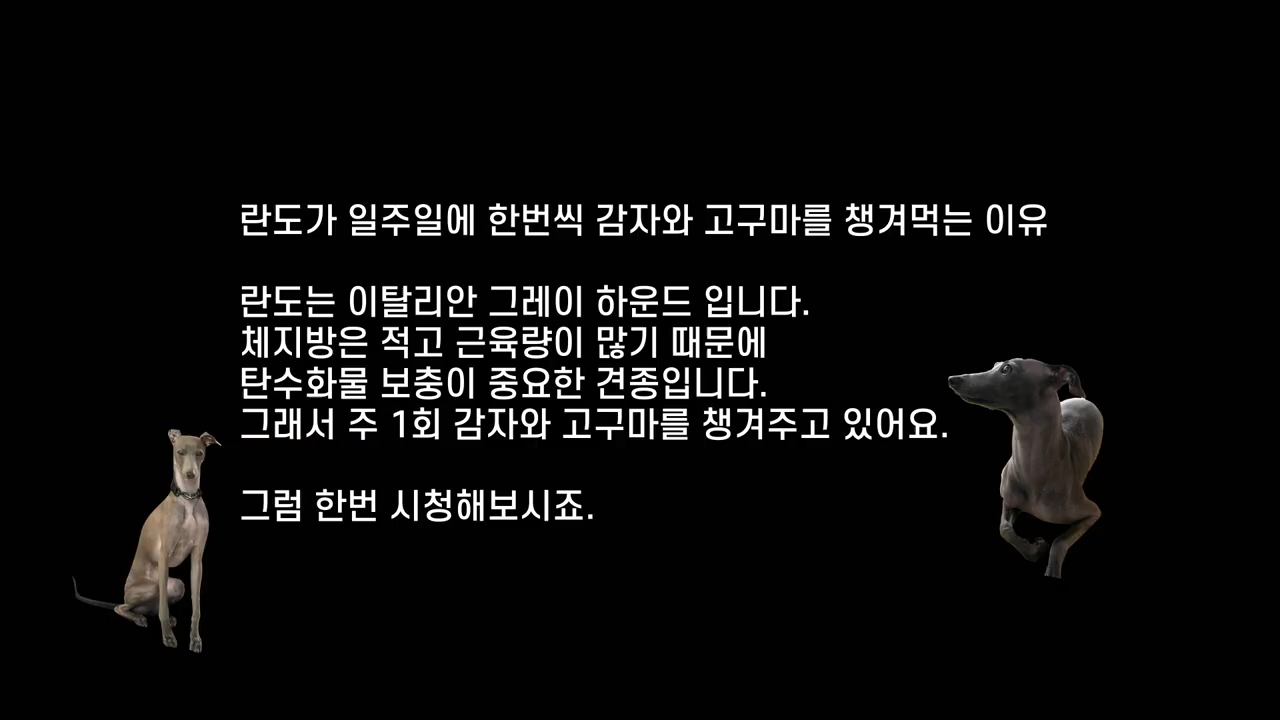 란도가 일주일에 한번씩 감자와 고구마를 챙겨먹는 이유
란도는 이탈리안 그레이 하운드 입니다.
체지방은 적고 근육량이 많기 때문에
탄수화물 보충이 중요한 견종입니다.
그래서 주 1회 감자와 고구마를 챙겨주고 있어요.
그럼 한번 시청해보시죠.